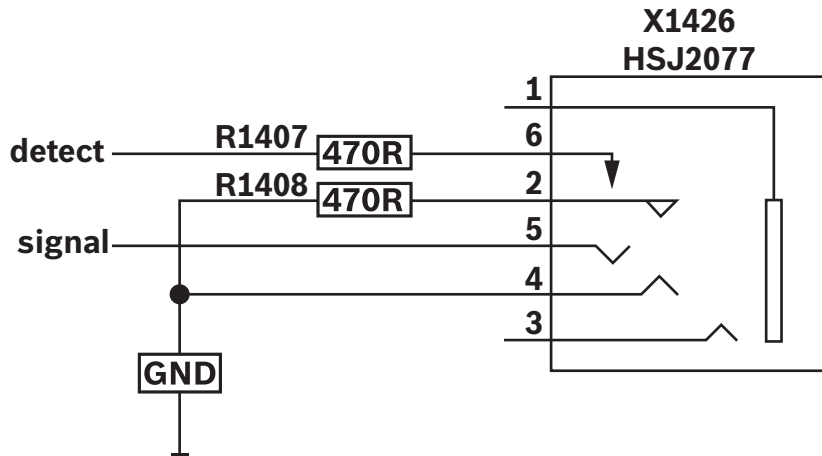 X1426
HSJ2077
1
detect
R1407
470R
6
R1408
470R
2
signal
5
4
3
GND